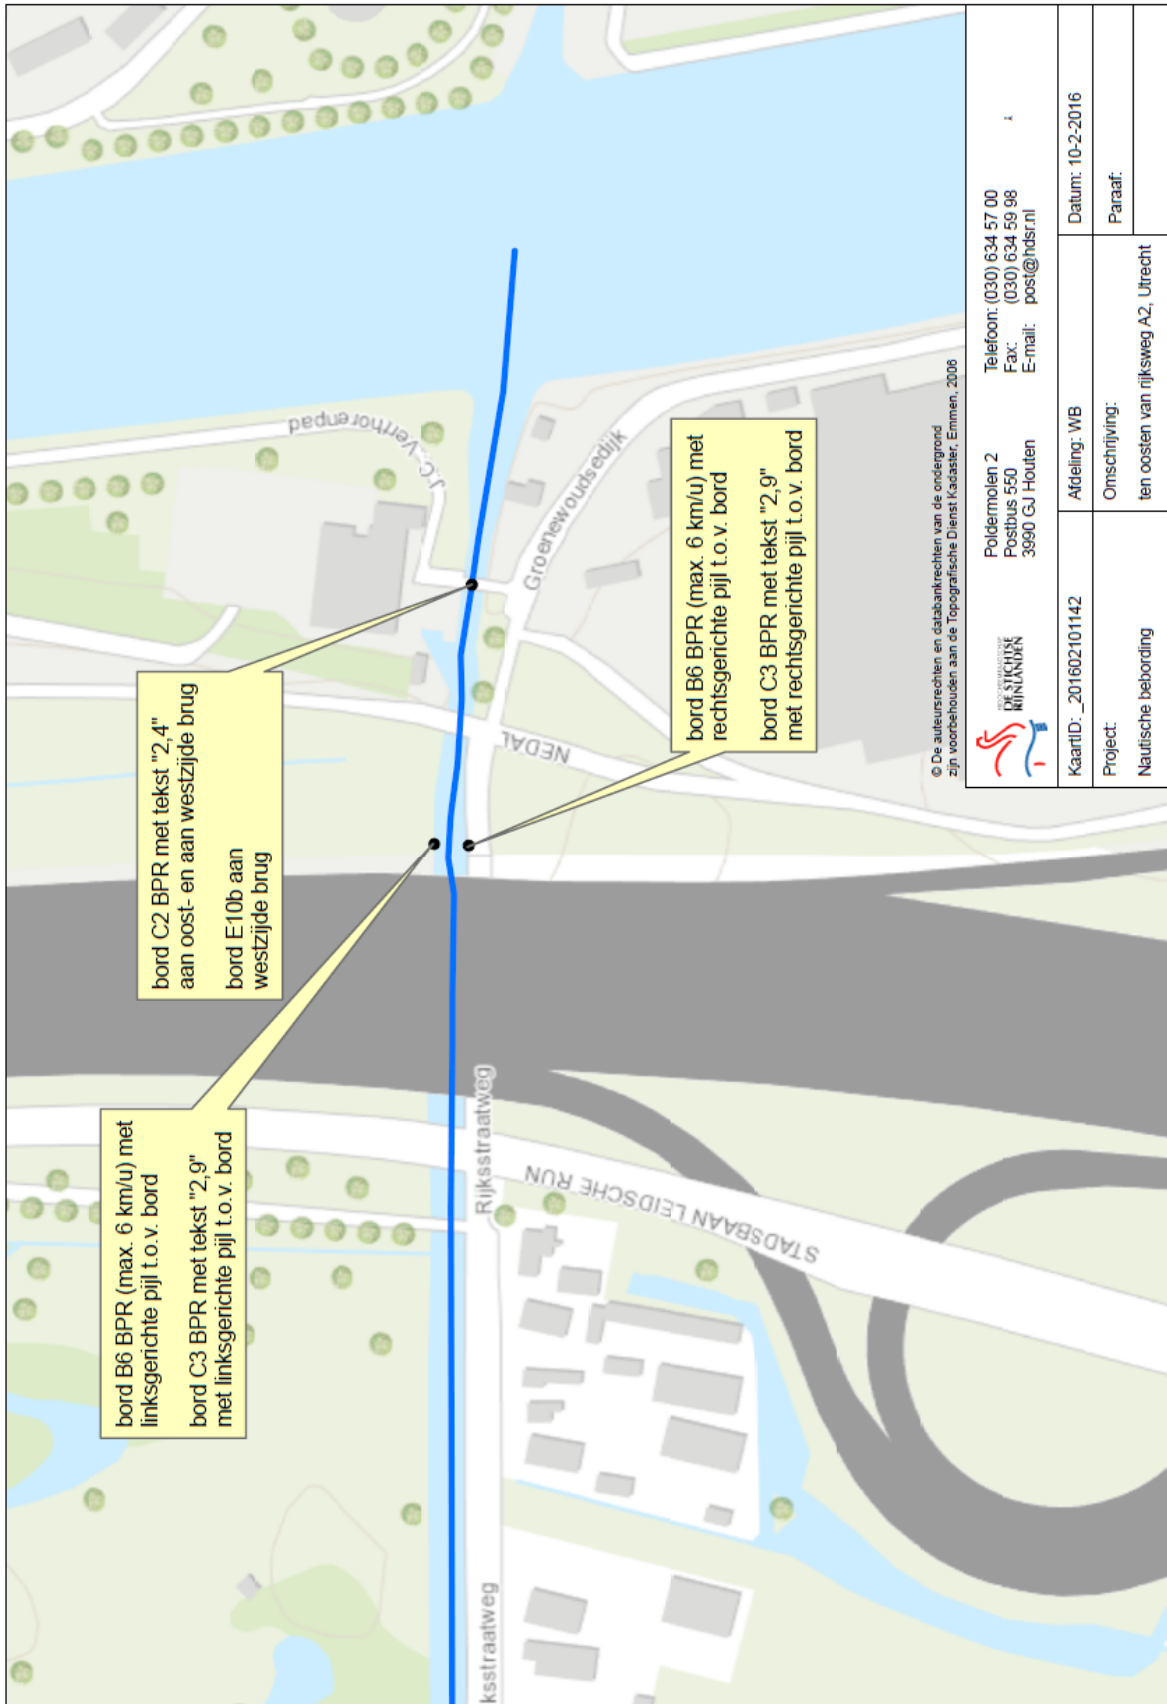 bord B6 BPR (max. 6 km/u) met
linksgerichte pijl t.o.v. bord
bord C3 BPR met tekst "2,9"
met linksgerichte pijl t.o.v. bord
bord C2 BPR met tekst "2,4"
aan oost- en aan westzijde brug
bord E10b aan
westzijde brug
bord B6 BPR (max. 6 km/u) met
rechtsgerichte pijl t.o.v. bord
bord C3 BPR met tekst "2,9"
met rechtsgerichte pijl t.o.v. bord
J.C. Verthorenpad
Groenewoudsedijk
NEDAL
Rijksstraatweg
STADSBAAN LEIDSCHE RIJN
ksstraatweg
© De auteursrechten en databankrechten van de ondergrond
zijn voorbehouden aan de Topografische Dienst Kadaster, Emmen, 2006
DE STICHTSE
RIJNLANDEN
Poldermolen 2
Postbus 550
3990 GJ Houten
Telefoon: (030) 634 57 00
Fax: (030) 634 59 98
E-mail: post@hdsr.nl
KaartID: _201602101142
Afdeling: WB
Datum: 10-2-2016
Project:
Omschrijving:
Paraaf:
Nautische bebording
ten oosten van rijksweg A2, Utrecht